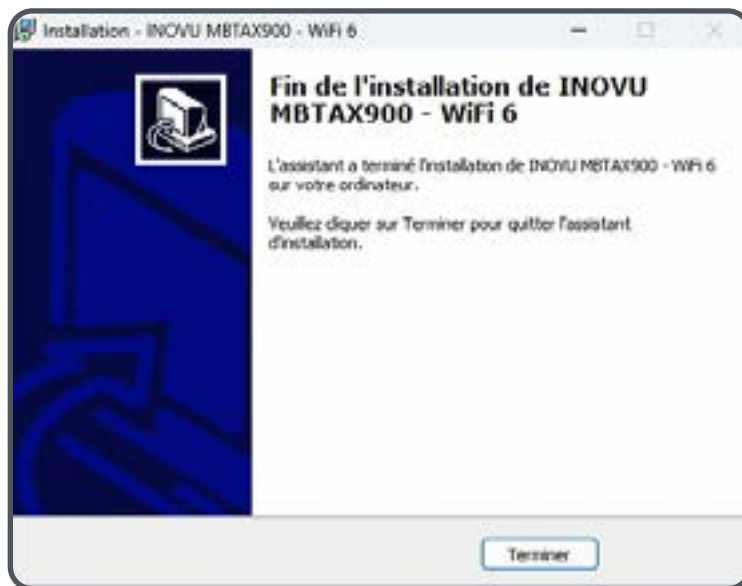 Installation - INOVU MBTAX900 - WiFi 6
Fin de l'installation de INOVU
MBTAX900 - WiFi 6
L'assistant a terminé l'installation de INOVU MBTAX900 - WiFi 6
sur votre ordinateur.
Veuillez cliquer sur Terminer pour quitter l'assistant
d'installation.
Terminer